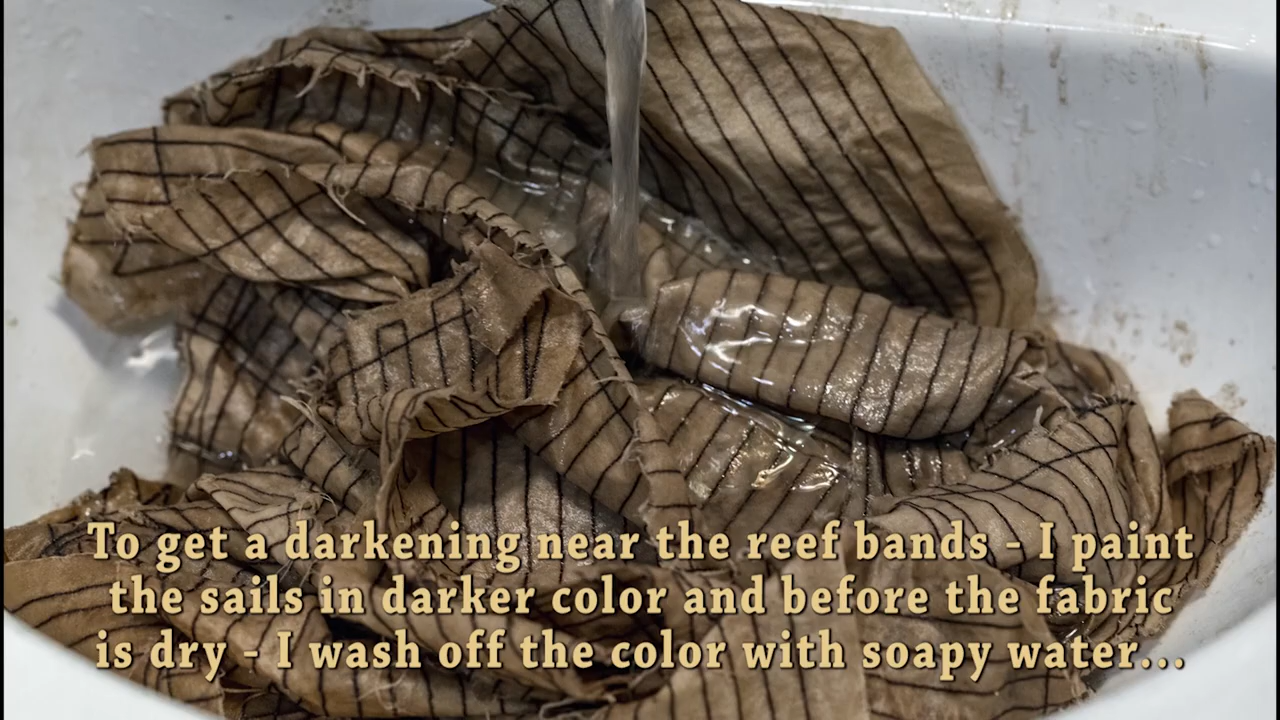 To get a darkening near the reef bands - I paint
the sails in darker color and before the fabric
is dry - I wash off the color with soapy water...